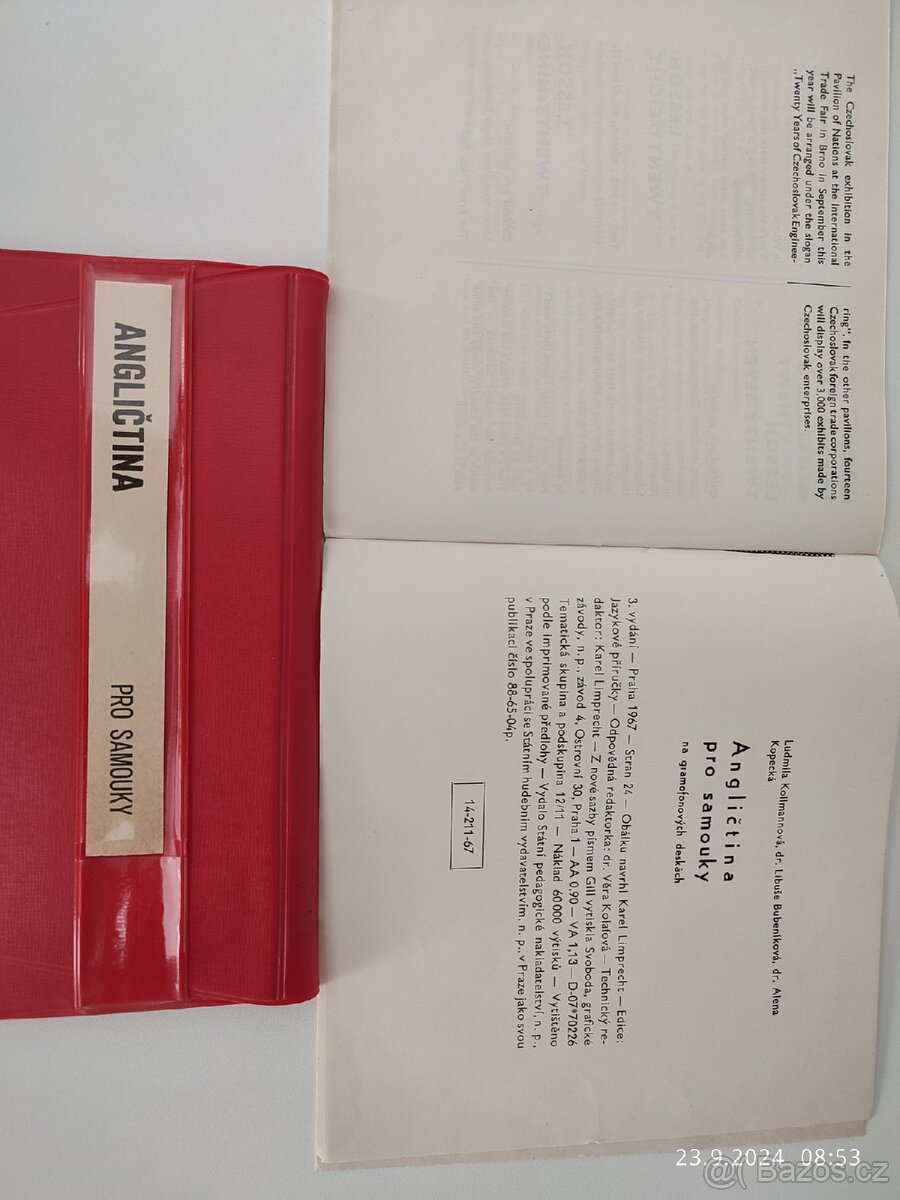 ANGLIČTINA PRO SAMOUKY
The Czechoslovak exhibition in the
Pavilion of Nations at the International
Trade Fair in Brno in September this
year will be arranged under the slogan
„Twenty Years of Czechoslovak Enginee-
ring“. In the other pavilions, fourteen
Czechoslovak foreign trade corporations
will display over 3,000 exhibits made by
Czechoslovak enterprises.
Ludmila Kollmannová, dr. Libuše Bubeníková, dr. Alena
Kopecká
Angličtina
pro samouky
na gramofonových deskách
3. vydání — Praha 1967 — Stran 24 — Obálku navrhl Karel Limprecht — Edice:
Jazykové příručky — Odpovědná redaktorka: dr. Věra Kolařová — Technický re-
daktor: Karel Limprecht — Z nové sazby písmem Gill vytiskla Svoboda, grafické
závody, n. p., závod 4, Ostrovní 30, Praha 1 — AA 0,90 — VA 1,13 — D-07*70226
Tematická skupina a podskupina 12/11 — Náklad 60 000 výtisků — Vytištěno
podle imprimované předlohy — Vydalo Státní pedagogické nakladatelství, n. p.,
v Praze ve spolupráci se Státním hudebním vydavatelstvím, n. p., v Praze jako svou
publikaci číslo 88-65-04p.
14-211-67
23.9.2024 08:53
@ Bazoš.cz